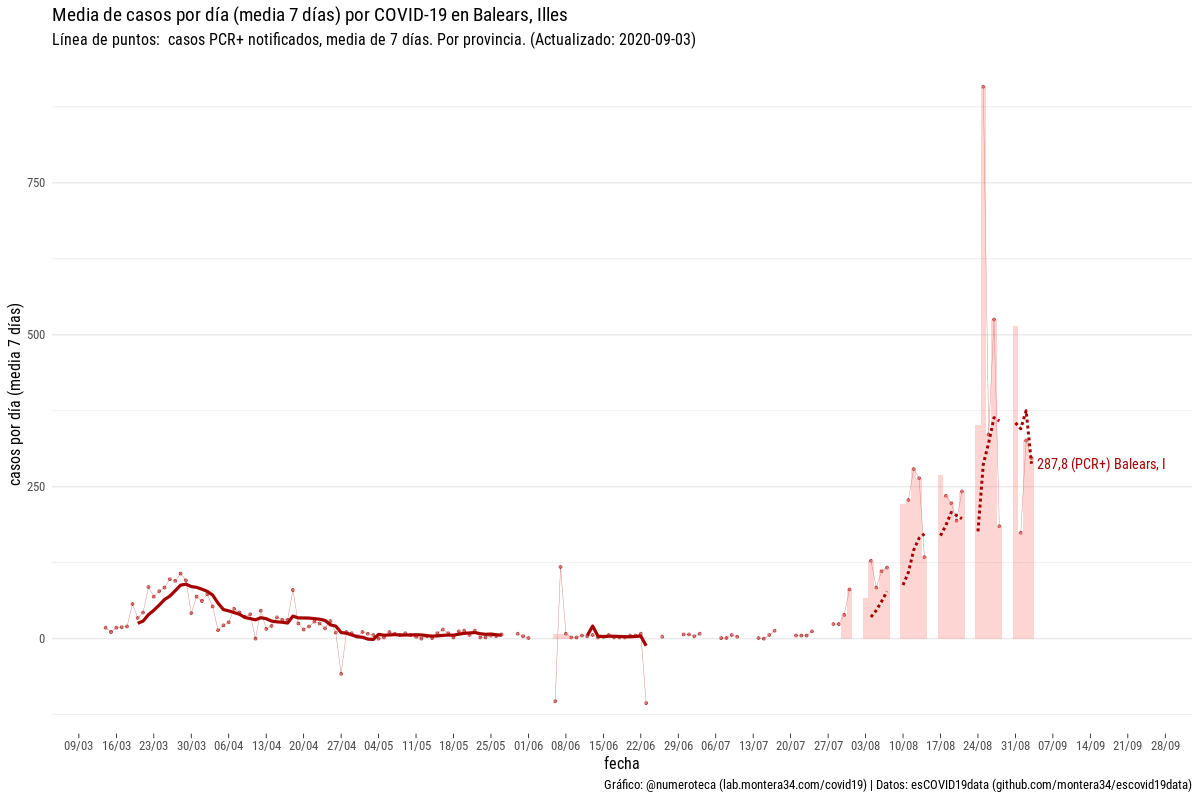 Media de casos por día (media 7 días) por COVID-19 en Balears, Illes
Línea de puntos:  casos PCR+ notificados, media de 7 días. Por provincia. (Actualizado: 2020-09-03)
casos por día (media 7 días)
750
500
250
0
287,8 (PCR+) Balears, I
09/03 16/03 23/03 30/03 06/04 13/04 20/04 27/04 04/05 11/05 18/05 25/05 01/06 08/06 15/06 22/06 29/06 06/07 13/07 20/07 27/07 03/08 10/08 17/08 24/08 31/08 07/09 14/09 21/09 28/09
fecha
Gráfico: @numeroteca (lab.montera34.com/covid19) | Datos: esCOVID19data (github.com/montera34/escovid19data)